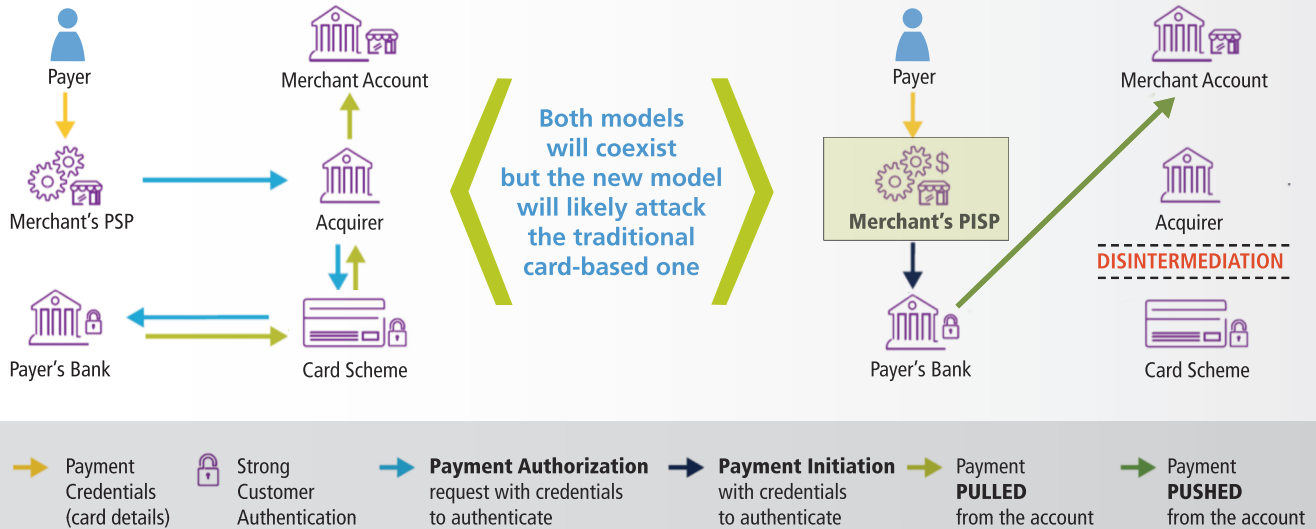 Payer
Merchant Account
Merchant's PSP
Acquirer
Payer's Bank
Card Scheme
Both models
will coexist
but the new model
will likely attack
the traditional
card-based one
Payer
Merchant Account
$
Merchant's PISP
Acquirer
DISINTERMEDIATION
Payer's Bank
Card Scheme
Payment
Credentials
(card details)
Strong
Customer
Authentication
Payment Authorization
request with credentials
to authenticate
Payment Initiation
with credentials
to authenticate
Payment
PULLED
from the account
Payment
PUSHED
from the account